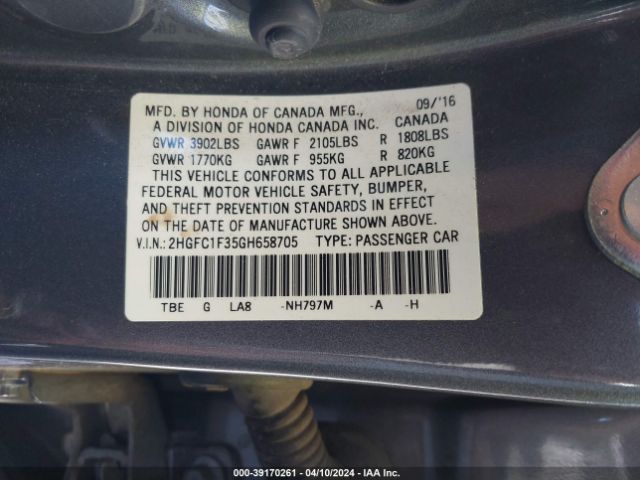 09/'16
MFD. BY HONDA OF CANADA MFG., CANADA
A DIVISION OF HONDA CANADA INC.
GVWR 3902LBS GAWR F 2105LBS R 1808LBS
GVWR 1770KG GAWR F 955KG R 820KG
THIS VEHICLE CONFORMS TO ALL APPLICABLE
FEDERAL MOTOR VEHICLE SAFETY, BUMPER,
AND THEFT PREVENTION STANDARDS IN EFFECT
ON THE DATE OF MANUFACTURE SHOWN ABOVE.
V.I.N.: 2HGFC1F35GH658705 TYPE: PASSENGER CAR
TBE G LA8 -NH797M -A -H
000-39170261 - 04/10/2024 - IAA Inc.